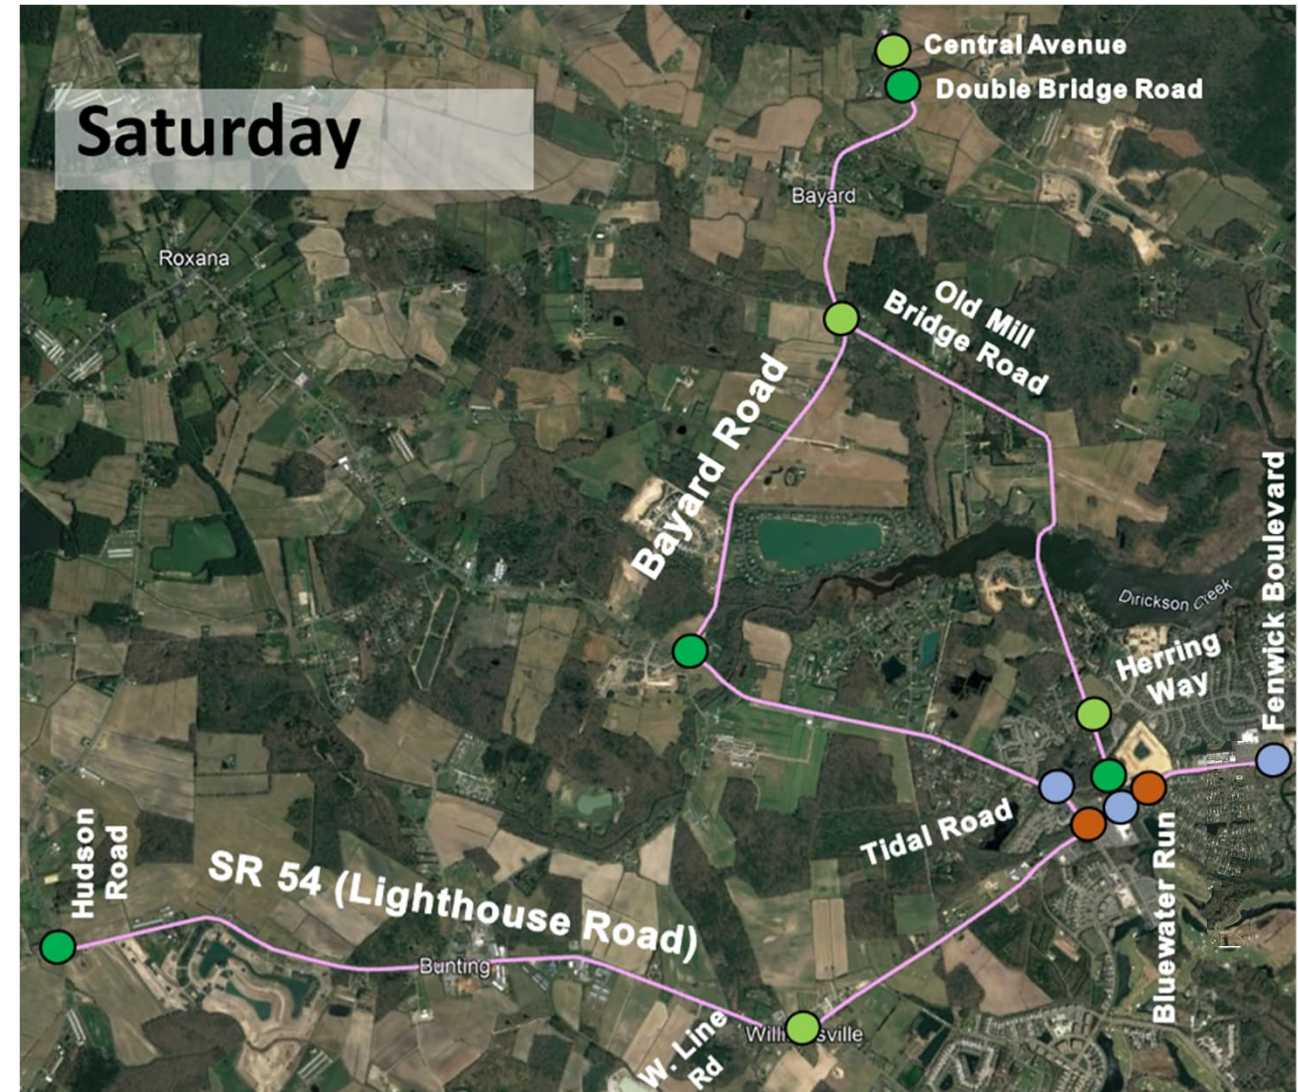 Central Avenue
Double Bridge Road
Saturday
Bayard
Roxana
Old Mill
Bridge Road
Bayard Road
Fenwick Boulevard
Dirickson Creek
Herring
Way
Tidal Road
Hudson
Road
SR 54 (Lighthouse Road)
Bluewater Run
Bunting
W. Line
Rd